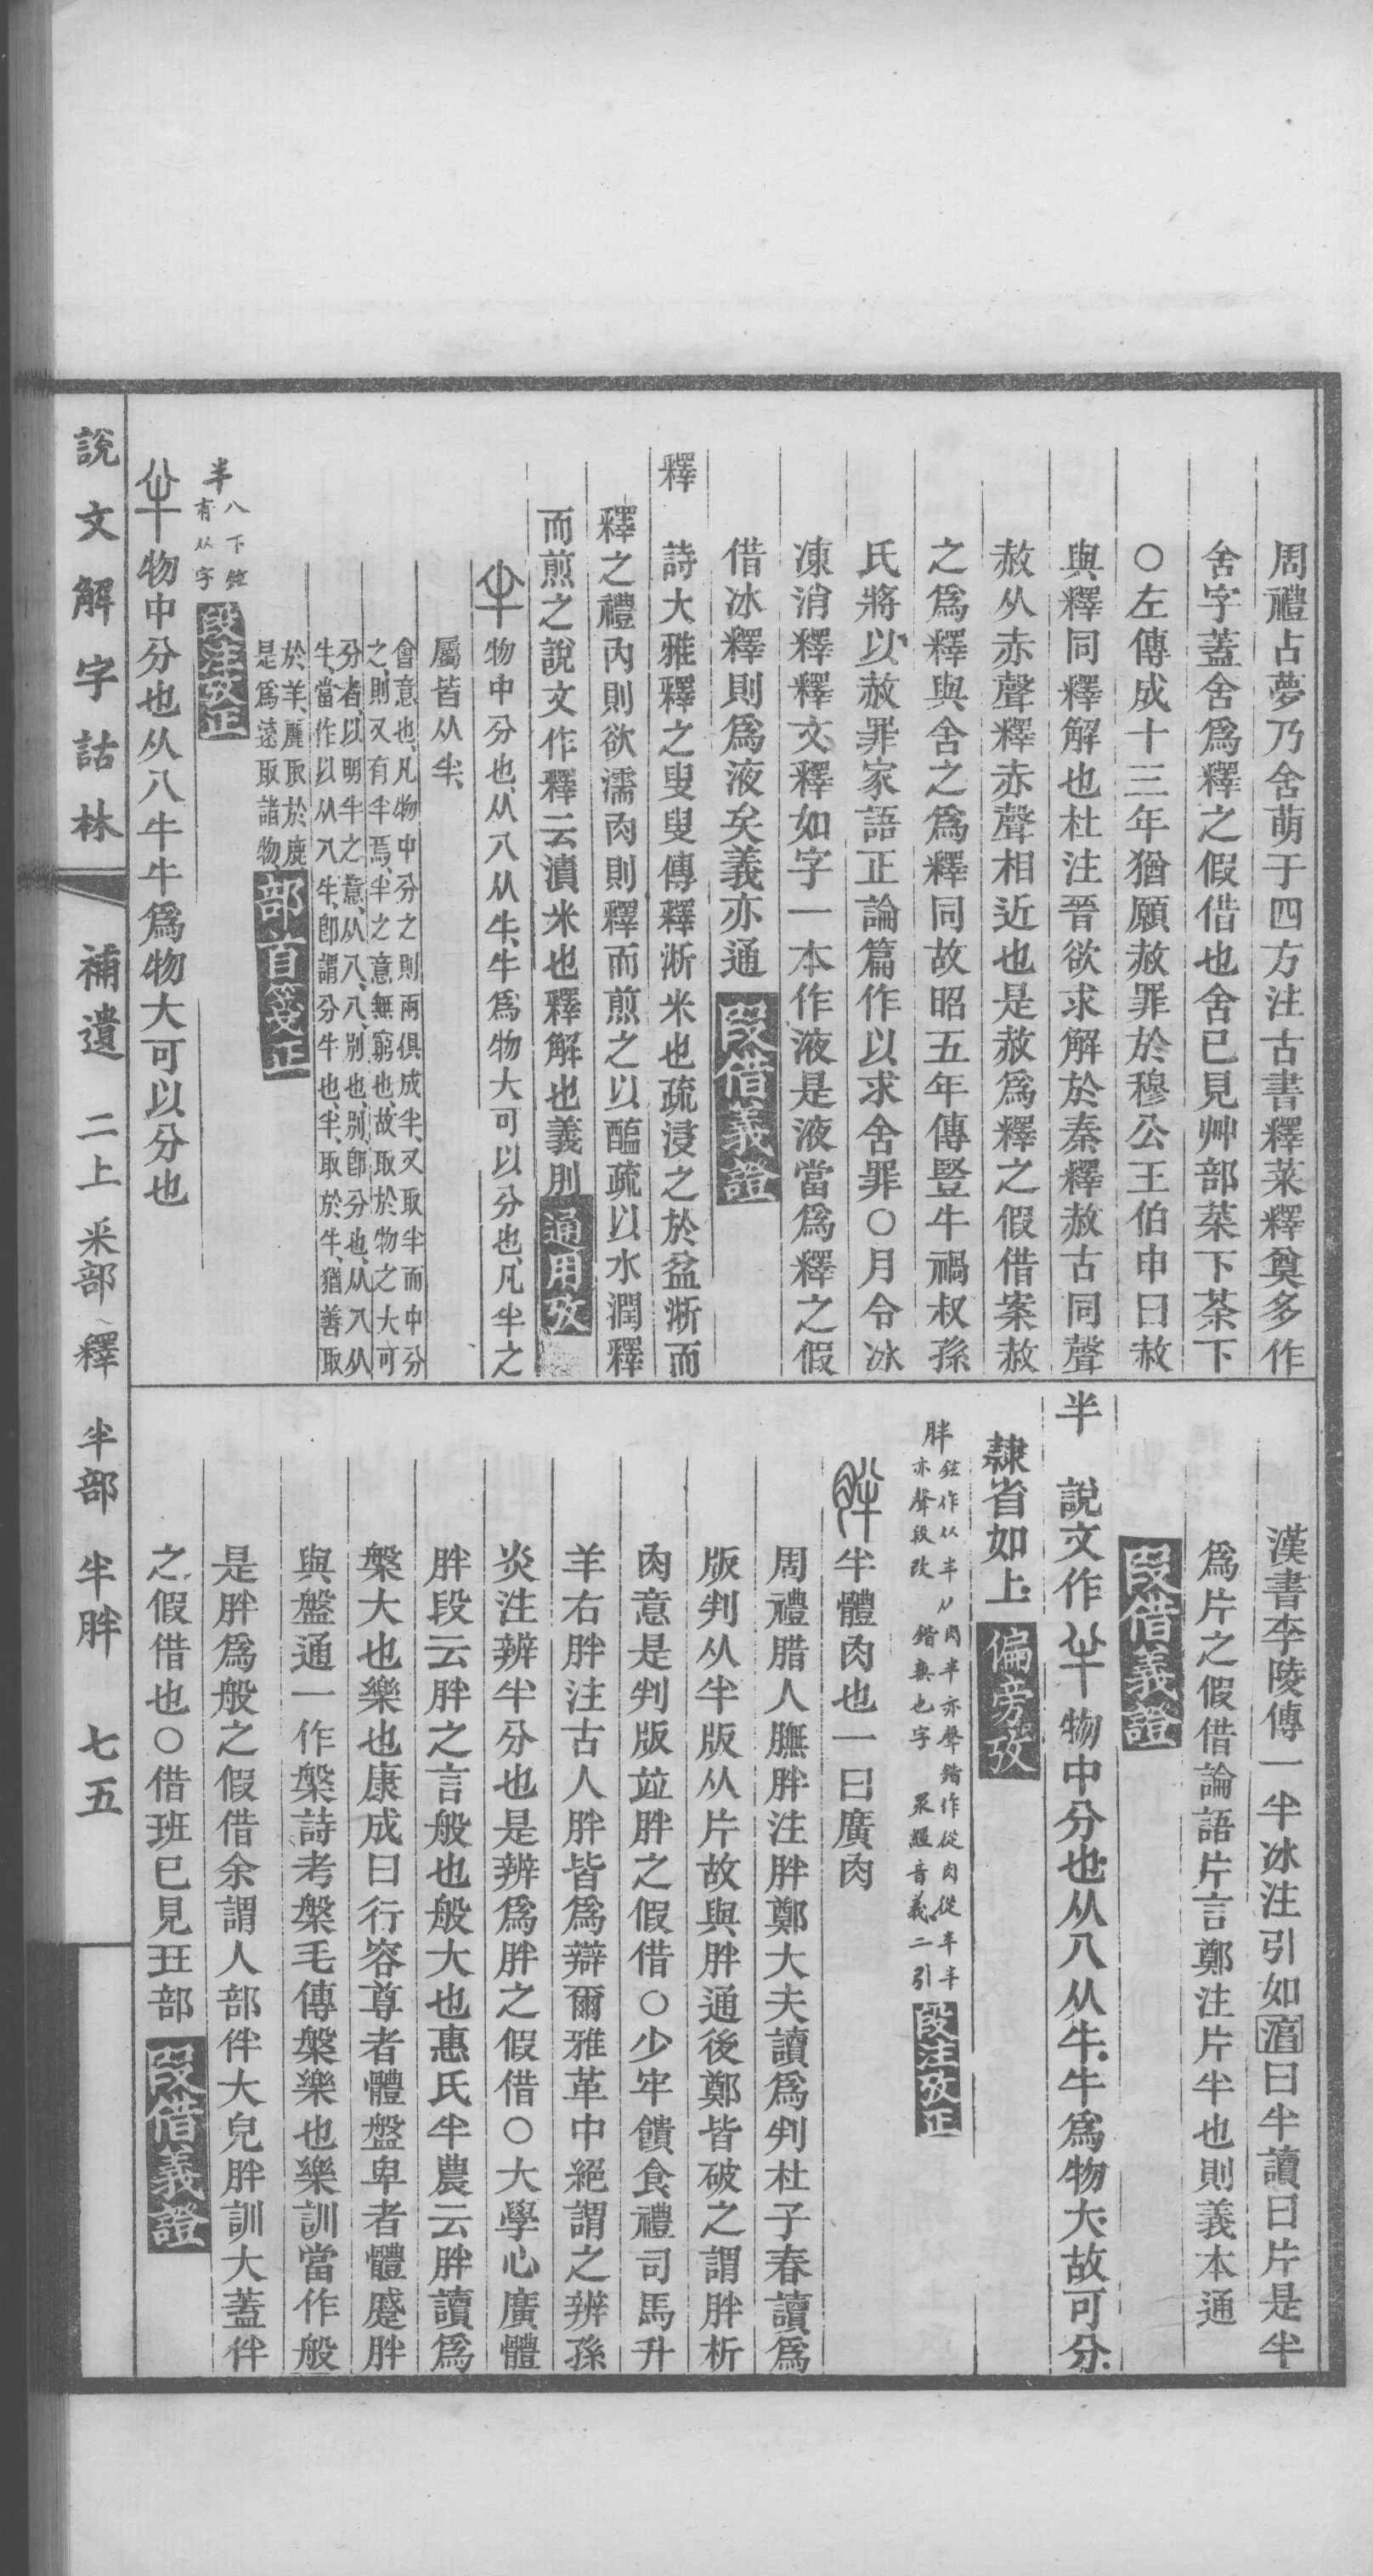 周禮占夢乃舍萌于四方注古書釋菜釋奠多作
舍字蓋舍爲釋之假借也舍已見艸部菜下荼下
○左傳成十三年猶願赦罪於穆公王伯申曰赦
與釋同釋解也杜注晉欲求解於秦釋赦古同聲
赦从赤聲釋赤聲相近也是赦爲釋之假借案赦
之爲釋與舍之爲釋同故昭五年傳豎牛禍叔孫
氏將以赦罪家語正論篇作以求舍罪○月令冰
凍消釋釋文釋如字一本作液是液當爲釋之假
借冰釋則爲液矣義亦通 段借義證
釋 詩大雅釋之叟叟傳釋淅米也疏浸之於盆淅而
釋之禮內則欲濡肉則釋而煎之以醢疏以水潤釋
而煎之說文作釋云漬米也釋解也義別 通用攷
物中分也从八从牛牛爲物大可以分也凡半之
屬皆从半
會意也凡物中分之則兩俱成半又取半而中分
之則又有半焉半之意無窮也故取於物之大可
分者以明半之意从八八別也別卽分也从八从
牛當作以从八牛卽謂分牛也半取於牛猶善取
於羊麗取於鹿
是爲遠取諸物 部首箋正
半 八下鉉
有从字 段注攷正
物中分也从八牛牛爲物大可以分也
漢書李陵傳一半冰注引如淳曰半讀曰片是半
爲片之假借論語片言鄭注片半也則義本通
段借義證
半 說文作 物中分也从八从牛牛爲物大故可分
隷省如上 偏旁攷
胖 鉉作从半从肉半亦聲鍇作從肉從半半
亦聲段改 鍇無也字 眾經音義二引 段注攷正
半體肉也一曰廣肉
周禮腊人膴胖注胖鄭大夫讀爲判杜子春讀爲
版判从半版从片故與胖通後鄭皆破之謂胖析
肉意是判版竝胖之假借○少牢饋食禮司馬升
羊右胖注古人胖皆爲辯爾雅革中絕謂之辨孫
炎注辨半分也是辨爲胖之假借○大學心廣體
胖段云胖之言般也般大也惠氏半農云胖讀爲
槃大也樂也康成曰行容尊者體盤卑者體蹙胖
與盤通一作槃詩考槃毛傳槃樂也樂訓當作般
是胖爲般之假借余謂人部伴大皃胖訓大蓋伴
之假借也○借班已見玨部 段借義證
說文解字詁林 補遺 二上 釆部 釋 半部 半胖 七五